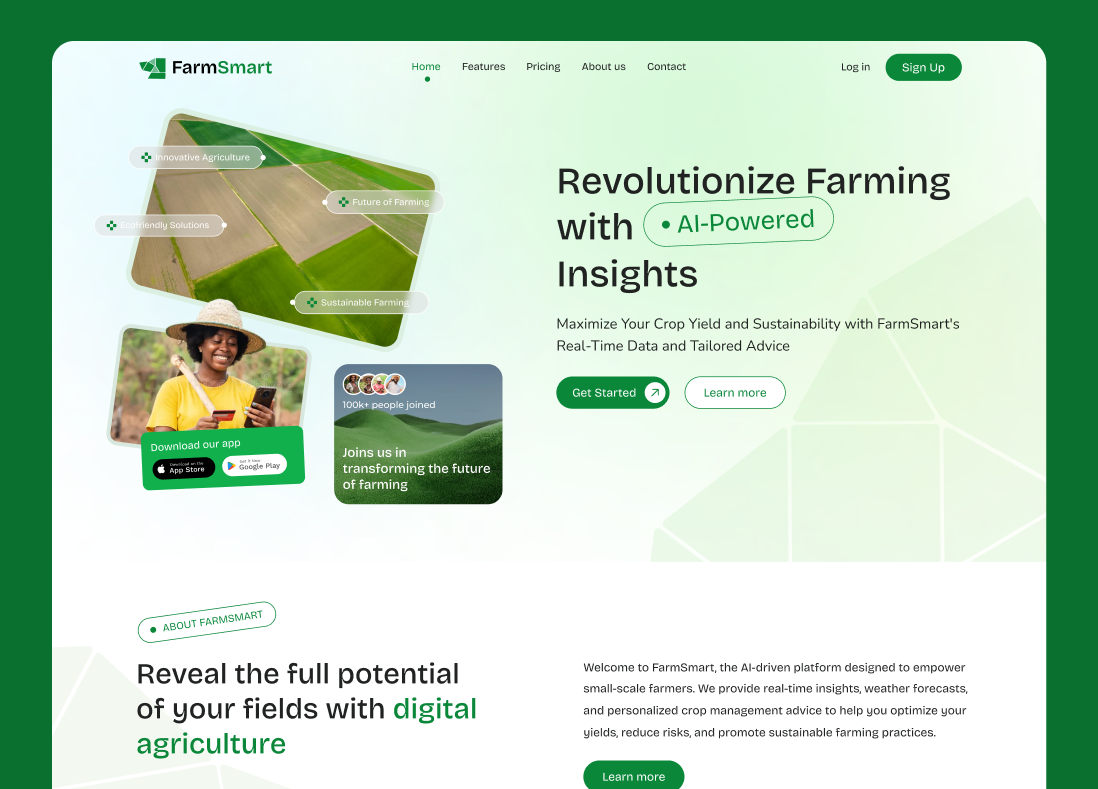 FarmSmart
Home
Features
Pricing
About us
Contact
Log in
Sign Up
Innovative Agriculture
Future of Farming
Ecofriendly Solutions
Sustainable Farming
Revolutionize Farming
with AI-Powered
Insights
Maximize Your Crop Yield and Sustainability with FarmSmart's
Real-Time Data and Tailored Advice
Get Started
Learn more
Download our app
Download on the
App Store
Get it Now
Google Play
100k+ people joined
Joins us in
transforming the future
of farming
ABOUT FARMSMART
Reveal the full potential
of your fields with digital
agriculture
Welcome to FarmSmart, the AI-driven platform designed to empower
small-scale farmers. We provide real-time insights, weather forecasts,
and personalized crop management advice to help you optimize your
yields, reduce risks, and promote sustainable farming practices.
Learn more